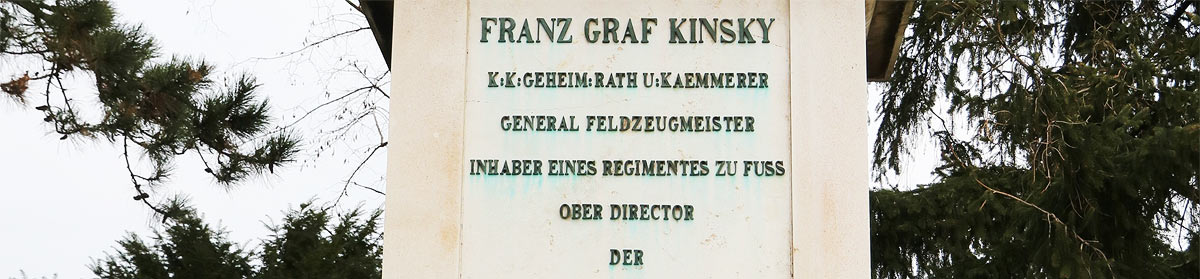 FRANZ GRAF KINSKY
K:K:GEHEIM:RATH U:KAEMMERER
GENERAL FELDZEUGMEISTER
INHABER EINES REGIMENTES ZU FUSS
OBER DIRECTOR
DER